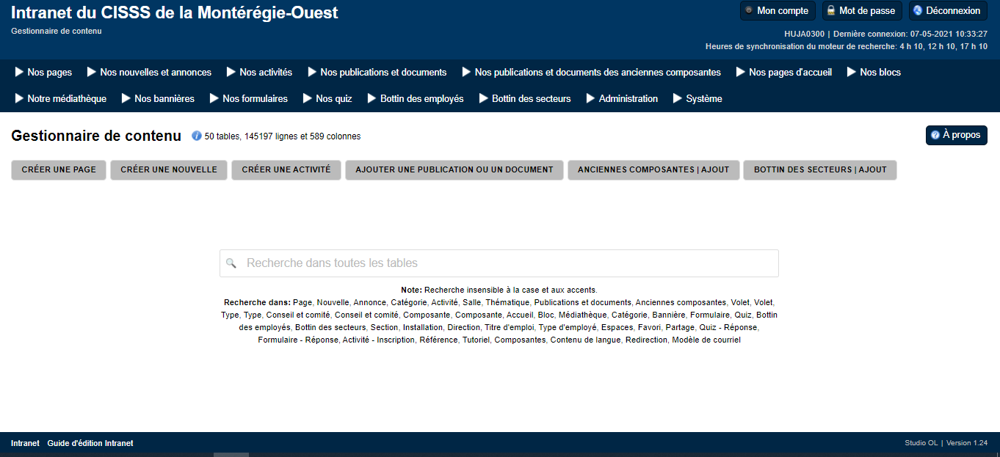 Intranet du CISSS de la Montérégie-Ouest
Mon compte
Mot de passe
Déconnexion
Gestionnaire de contenu
HUJA0300 | Dernière connexion: 07-05-2021 10:33:27
Heures de synchronisation du moteur de recherche: 4 h 10, 12 h 10, 17 h 10
Nos pages
Nos nouvelles et annonces
Nos activités
Nos publications et documents
Nos publications et documents des anciennes composantes
Nos pages d'accueil
Nos blocs
Notre médiathèque
Nos bannières
Nos formulaires
Nos quiz
Bottin des employés
Bottin des secteurs
Administration
Système
Gestionnaire de contenu
50 tables, 145197 lignes et 589 colonnes
À propos
CRÉER UNE PAGE
CRÉER UNE NOUVELLE
CRÉER UNE ACTIVITÉ
AJOUTER UNE PUBLICATION OU UN DOCUMENT
ANCIENNES COMPOSANTES | AJOUT
BOTTIN DES SECTEURS | AJOUT
Recherche dans toutes les tables
Note: Recherche insensible à la case et aux accents.
Recherche dans: Page, Nouvelle, Annonce, Catégorie, Activité, Salle, Thématique, Publications et documents, Anciennes composantes, Volet, Volet,
Type, Type, Conseil et comité, Conseil et comité, Composante, Composante, Accueil, Bloc, Médiathèque, Catégorie, Bannière, Formulaire, Quiz, Bottin
des employés, Bottin des secteurs, Section, Installation, Direction, Titre d'emploi, Type d'employé, Espaces, Favori, Partage, Quiz - Réponse,
Formulaire - Réponse, Activité - Inscription, Référence, Tutoriel, Composantes, Contenu de langue, Redirection, Modèle de courriel
Intranet
Guide d'édition Intranet
Studio OL | Version 1.24